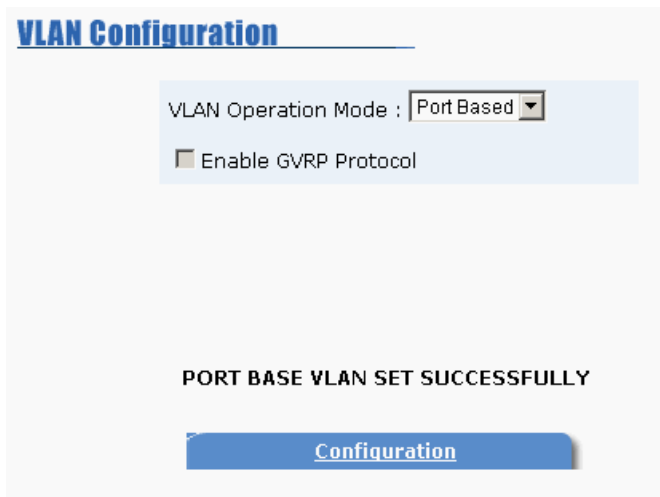 VLAN Configuration
VLAN Operation Mode : Port Based
Enable GVRP Protocol
PORT BASE VLAN SET SUCCESSFULLY
Configuration